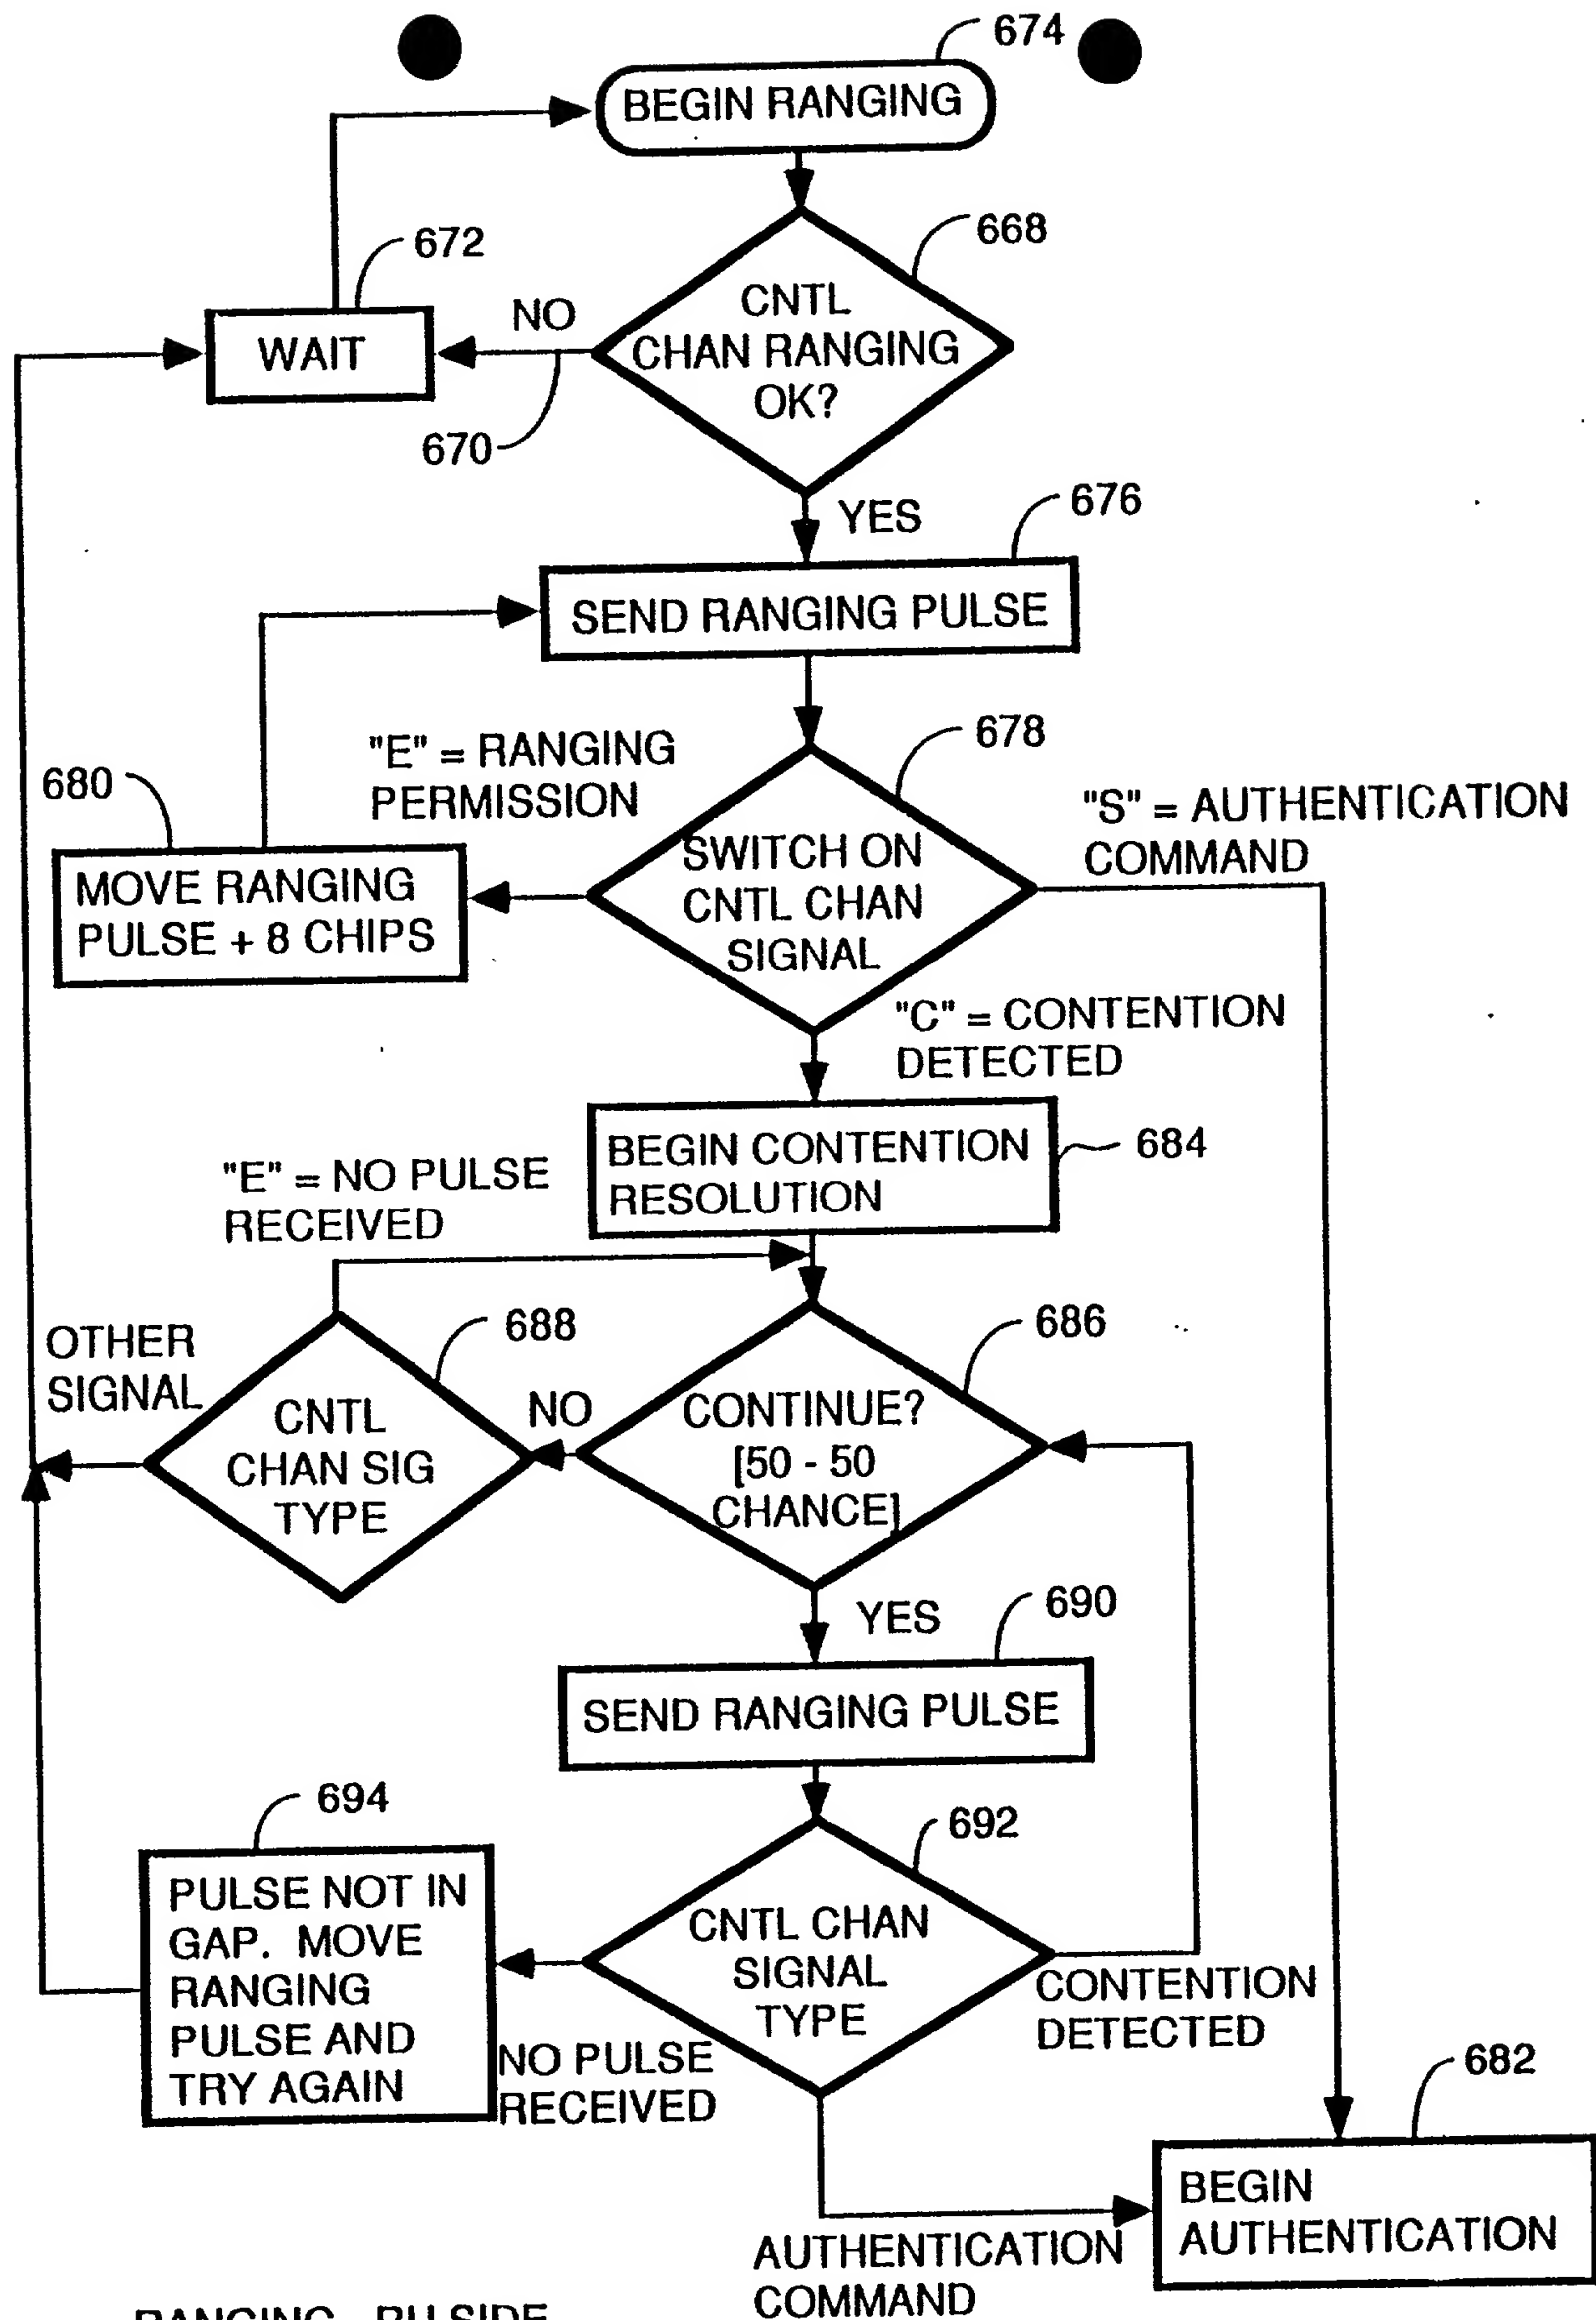 674
BEGIN RANGING
668
672
NO
CNTL
CHAN RANGING
OK?
WAIT
670
YES
676
SEND RANGING PULSE
678
"E" = RANGING
PERMISSION
680
"S" = AUTHENTICATION
COMMAND
SWITCH ON
CNTL CHAN
SIGNAL
MOVE RANGING
PULSE + 8 CHIPS
"C" = CONTENTION
DETECTED
BEGIN CONTENTION
RESOLUTION
684
"E" = NO PULSE
RECEIVED
688
686
OTHER
SIGNAL
CNTL
CHAN SIG
TYPE
NO
CONTINUE?
[50 - 50
CHANCE]
YES
690
SEND RANGING PULSE
694
692
PULSE NOT IN
GAP. MOVE
RANGING
PULSE AND
TRY AGAIN
CNTL CHAN
SIGNAL
TYPE
CONTENTION
DETECTED
NO PULSE
RECEIVED
682
BEGIN
AUTHENTICATION
AUTHENTICATION
COMMAND
RANGING - RU SIDE